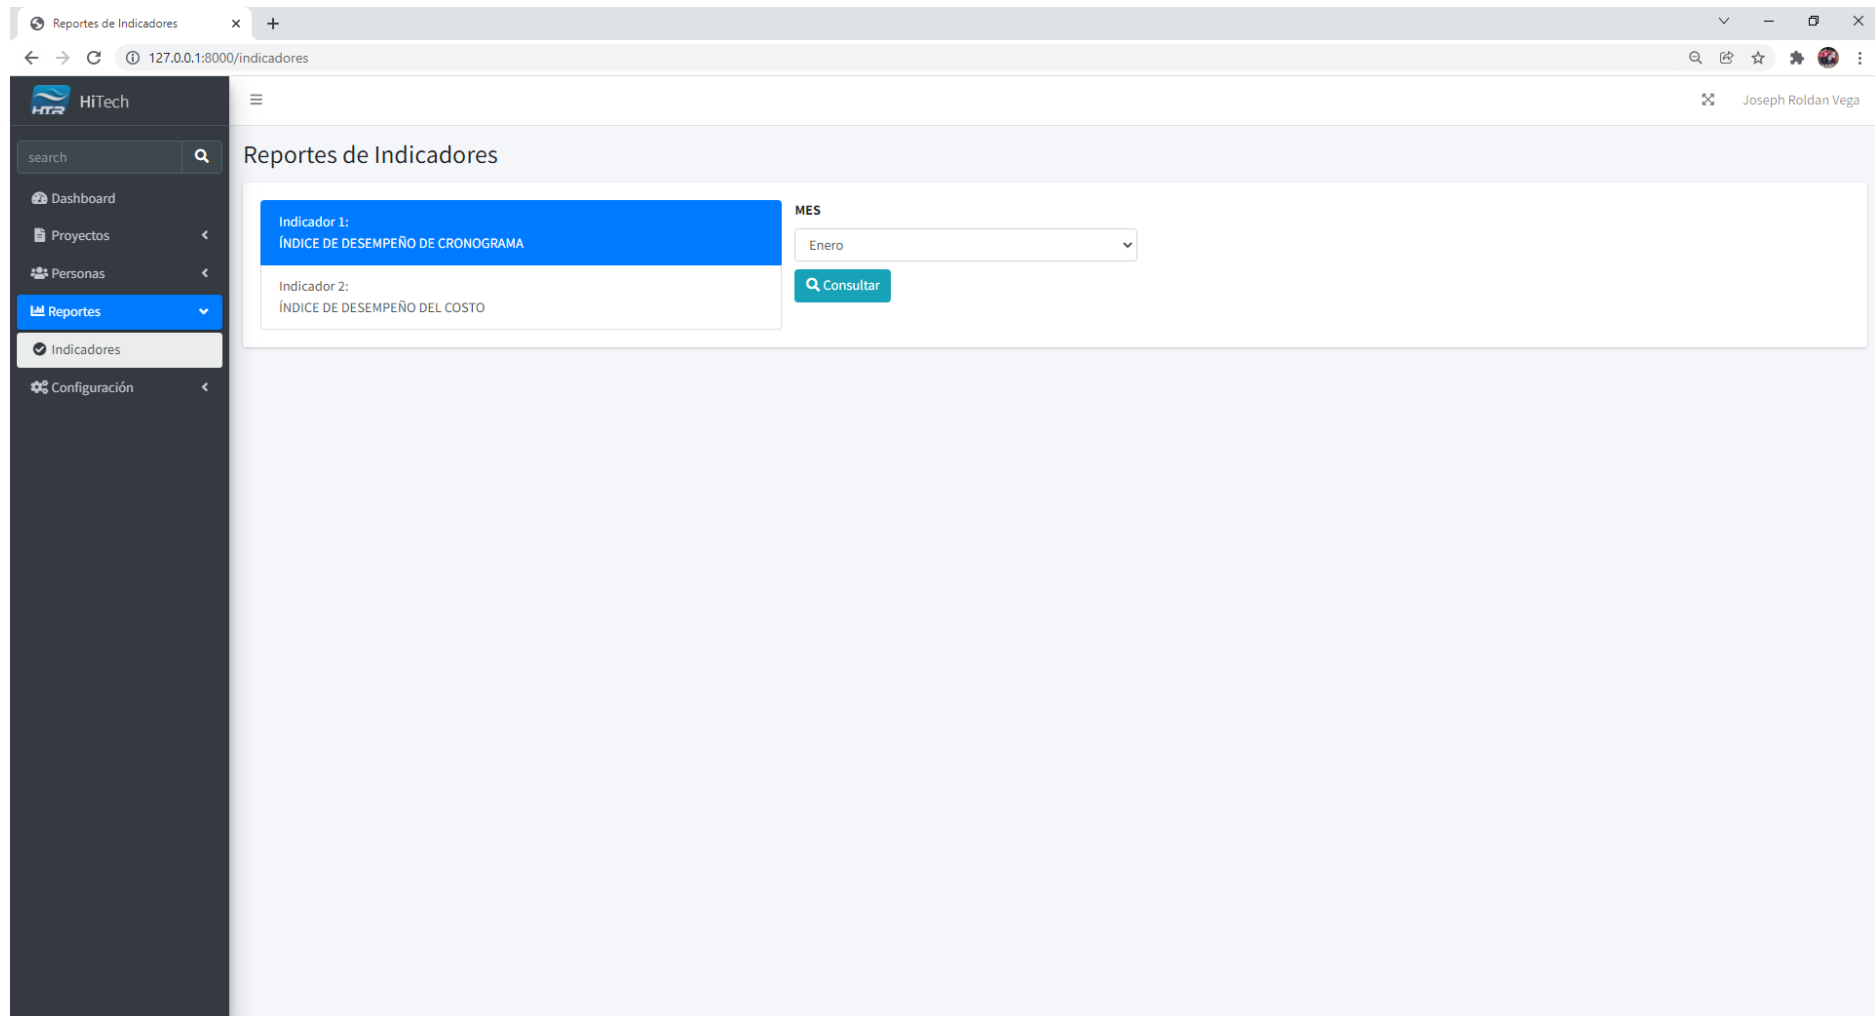 Reportes de Indicadores
127.0.0.1:8000/indicadores
HTR HiTech
Joseph Roldan Vega
search
Dashboard
Proyectos
Personas
Reportes
Indicadores
Configuración
Reportes de Indicadores
Indicador 1:
ÍNDICE DE DESEMPEÑO DE CRONOGRAMA
Indicador 2:
ÍNDICE DE DESEMPEÑO DEL COSTO
MES
Enero
Consultar